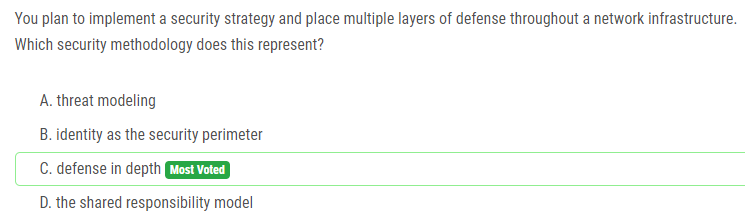 You plan to implement a security strategy and place multiple layers of defense throughout a network infrastructure.
Which security methodology does this represent?
A. threat modeling
B. identity as the security perimeter
C. defense in depth Most Voted
D. the shared responsibility model